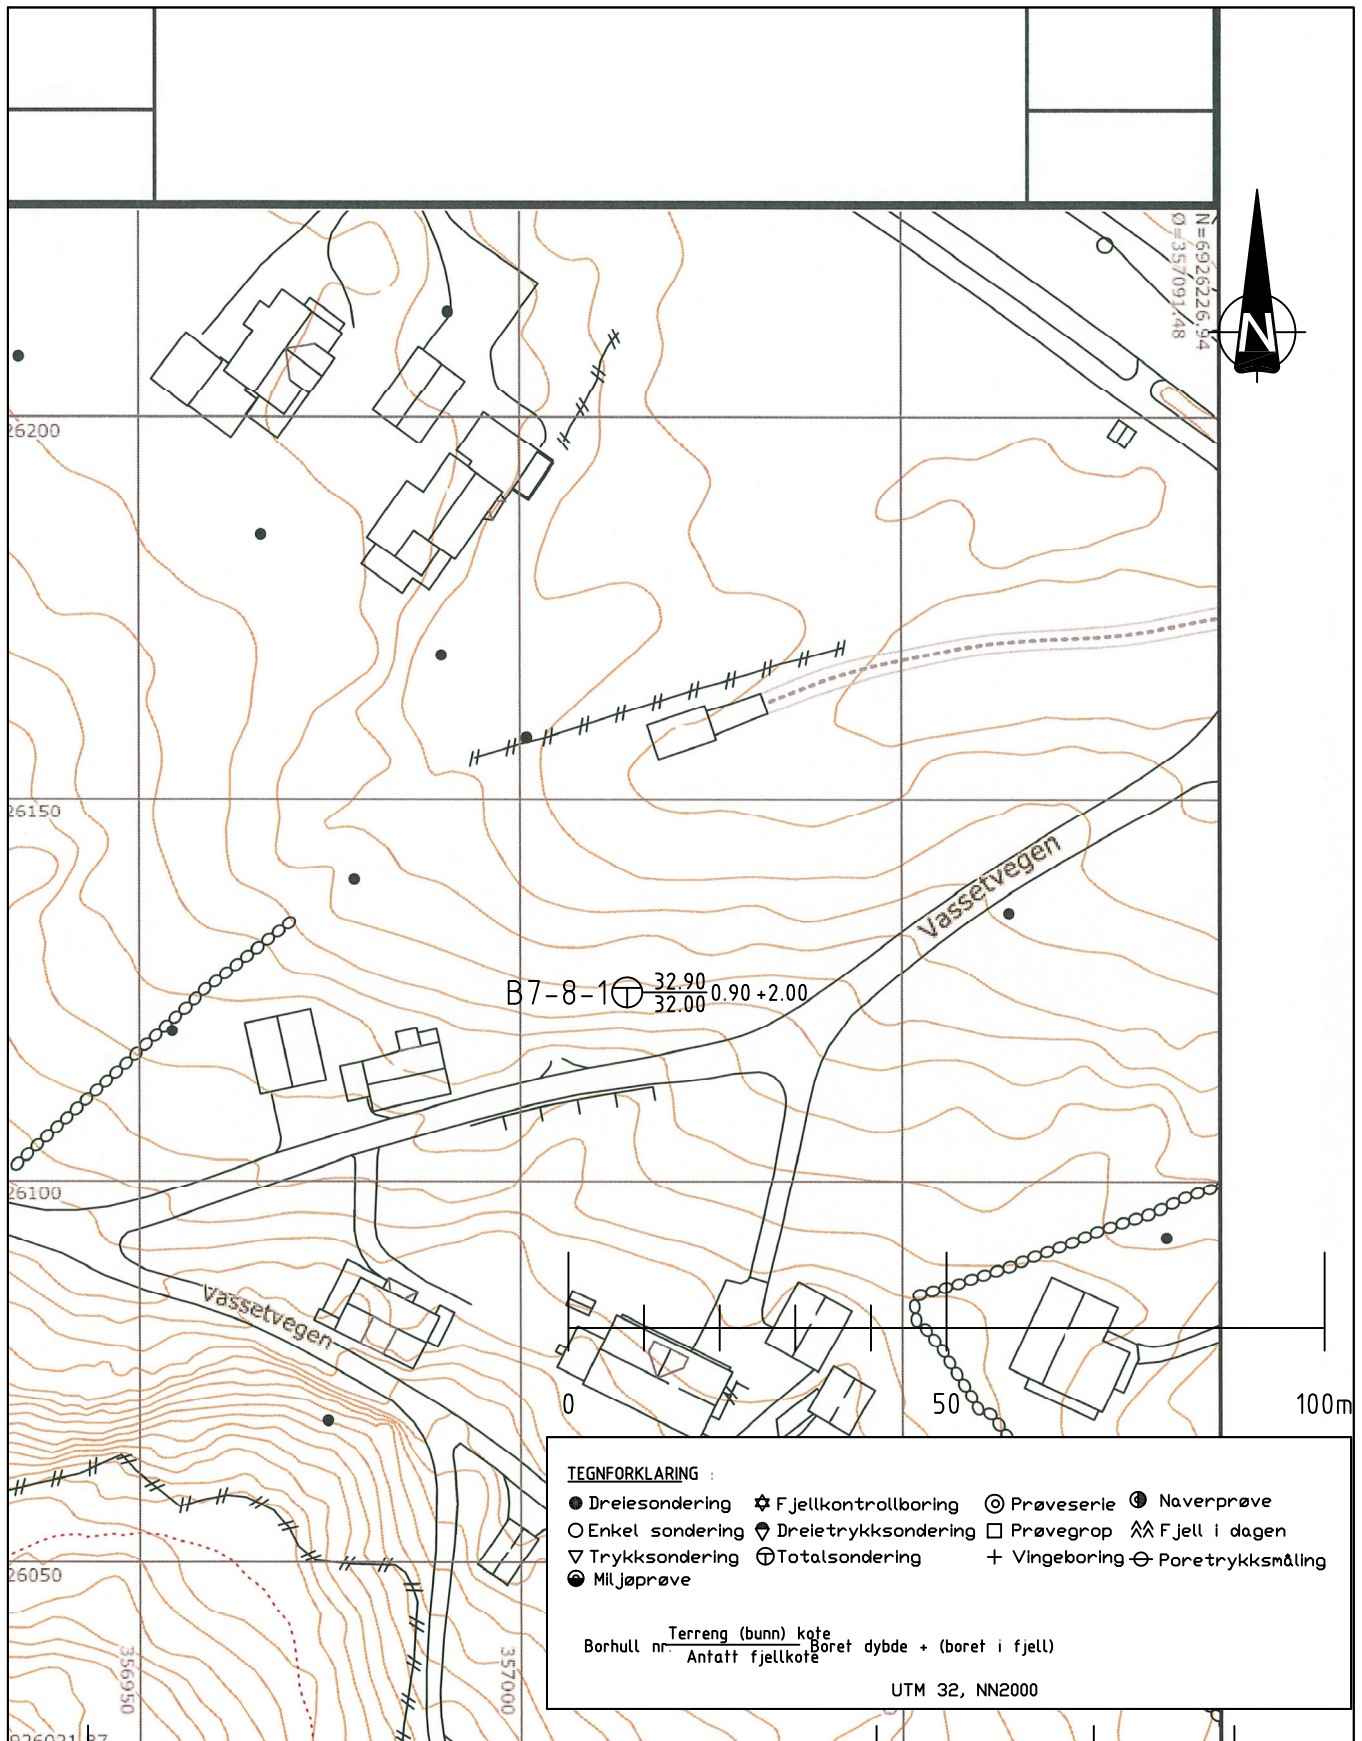 N=6926226.94
Ø=357091.48
N
26200
26150
Vassetvegen
B7-8-1 32.90 0.90 +2.00
32.00
26100
Vassetvegen
0 50 100m
TEGNFORKLARING :
Dreiesondering Fjellkontrollboring Prøveserie Naverprøve
Enkel sondering Dreietrykksondering Prøvegrop Fjell i dagen
Trykksondering Totalsondering Vingeboring Poretrykksmåling
Miljøprøve
26050
Terreng (bunn) kote
Borhull nr. Boret dybde + (boret i fjell)
Antatt fjellkote
UTM 32, NN2000
356950
357000